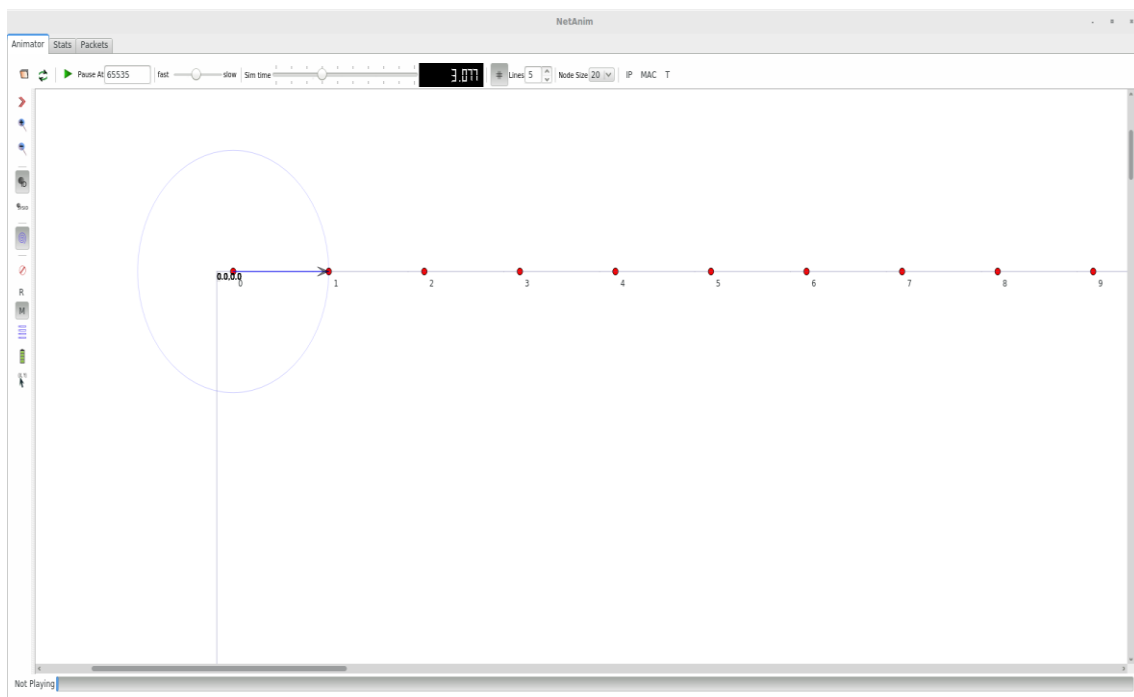 NetAnim
Animator Stats Packets
Pause At 65535 fast slow Sim time 3.077 # Lines 5 Node Size 20 IP MAC T
R
M
0.0,0.0
0 1 2 3 4 5 6 7 8 9
Not Playing